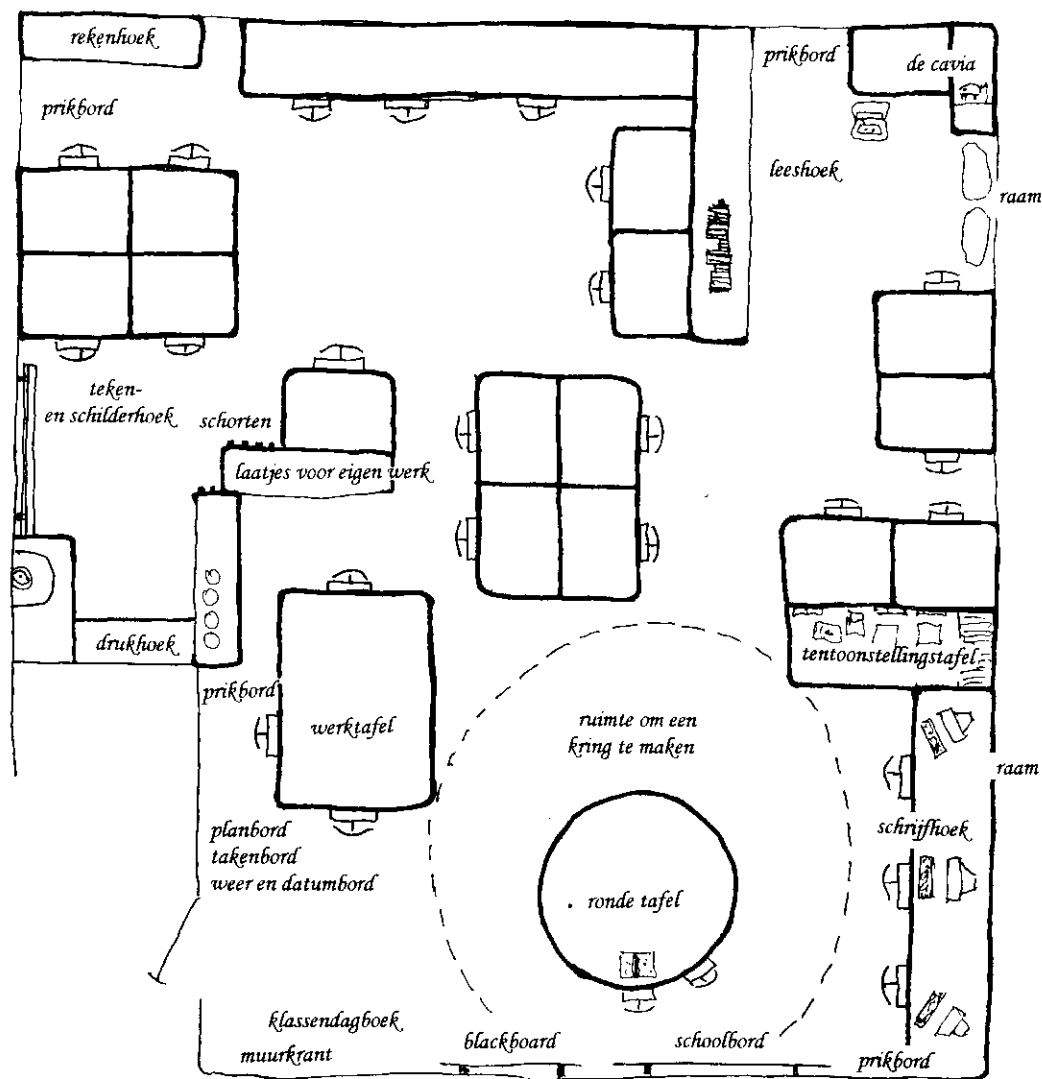 rekenhoek
prikbord
de cavia
prikbord
leeshoek
raam
teken-
en schilderhoek
schorten
laatjes voor eigen werk
drukhoek
tentoonstellingstafel
prikbord
werktafel
ruimte om een
kring te maken
raam
planbord
takenbord
weer en datumbord
schrijfhoek
ronde tafel
klassendagboek
muurkrant
blackboard
schoolbord
prikbord